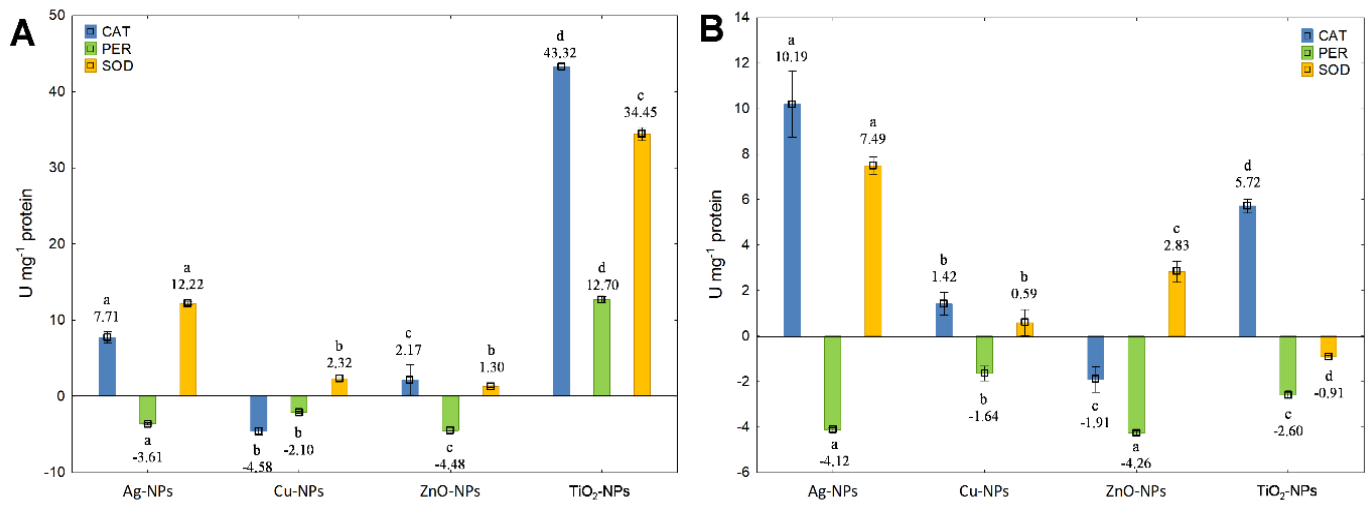 A
CAT
PER
SOD
U mg⁻¹ protein
50
40
30
20
10
0
-10
a
7.71
a
-3.61
a
12.22
b
-4.58
b
-2.10
b
2.32
c
2.17
c
-4.48
b
1.30
d
43.32
d
12.70
c
34.45
Ag-NPs
Cu-NPs
ZnO-NPs
TiO₂-NPs
B
CAT
PER
SOD
U mg⁻¹ protein
14
12
10
8
6
4
2
0
-2
-4
-6
a
10.19
a
-4.12
a
7.49
b
1.42
b
-1.64
b
0.59
c
-1.91
a
-4.26
c
2.83
d
5.72
c
-2.60
d
-0.91
Ag-NPs
Cu-NPs
ZnO-NPs
TiO₂-NPs